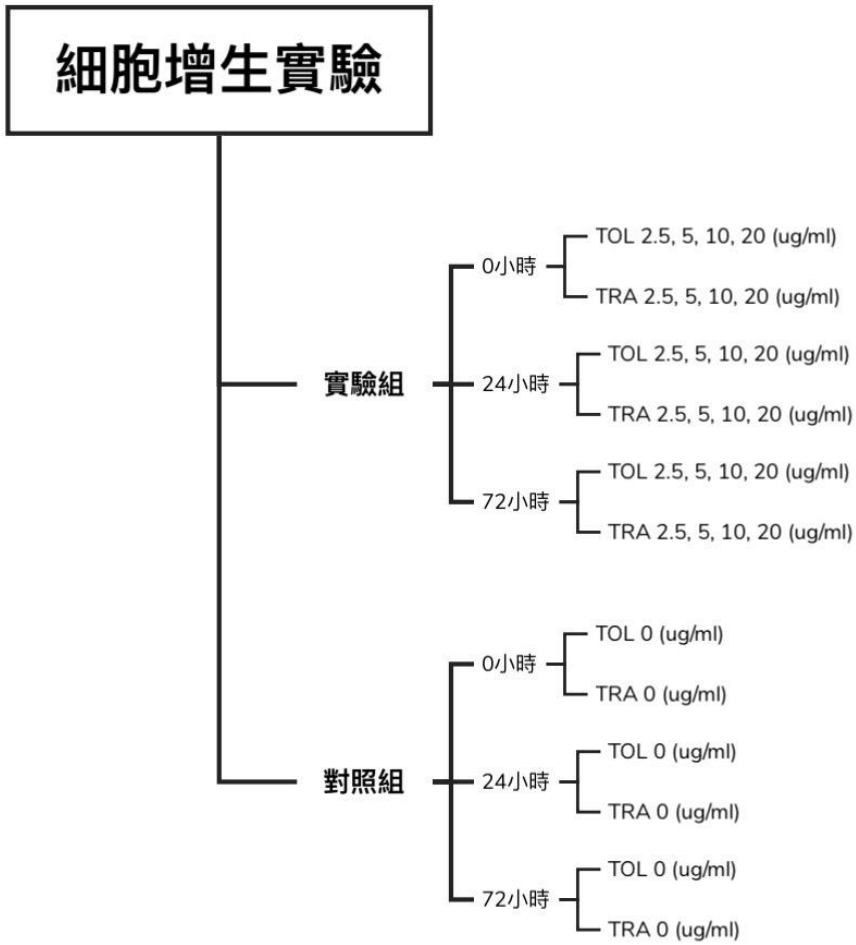 細胞增生實驗
實驗組
0小時
TOL 2.5, 5, 10, 20 (ug/ml)
TRA 2.5, 5, 10, 20 (ug/ml)
24小時
TOL 2.5, 5, 10, 20 (ug/ml)
TRA 2.5, 5, 10, 20 (ug/ml)
72小時
TOL 2.5, 5, 10, 20 (ug/ml)
TRA 2.5, 5, 10, 20 (ug/ml)
對照組
0小時
TOL 0 (ug/ml)
TRA 0 (ug/ml)
24小時
TOL 0 (ug/ml)
TRA 0 (ug/ml)
72小時
TOL 0 (ug/ml)
TRA 0 (ug/ml)